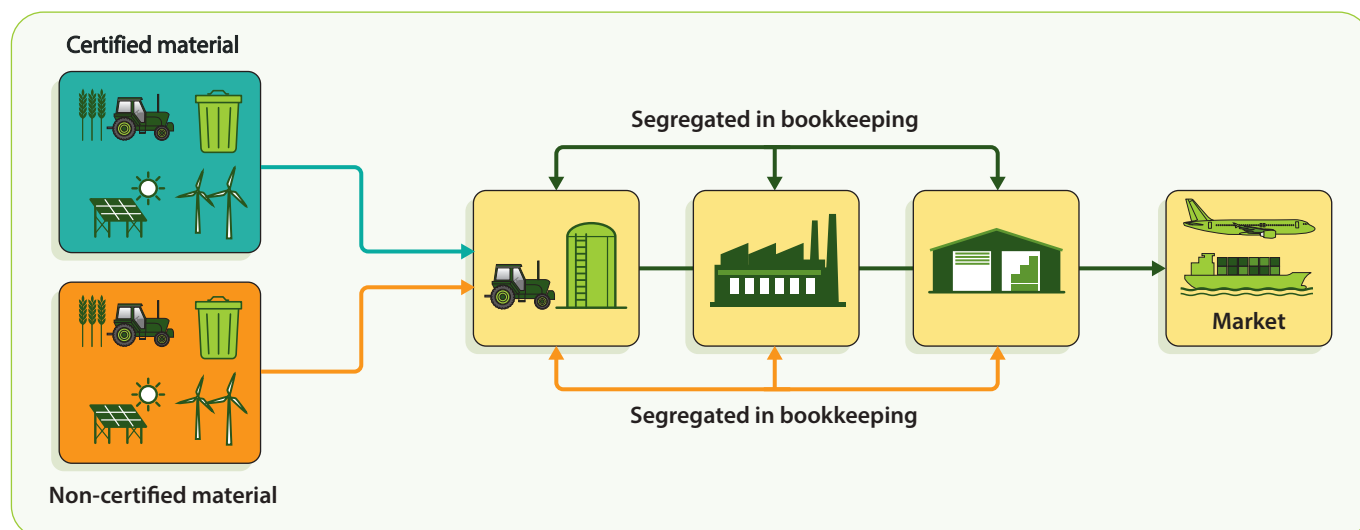 Certified material
Segregated in bookkeeping
Market
Segregated in bookkeeping
Non-certified material